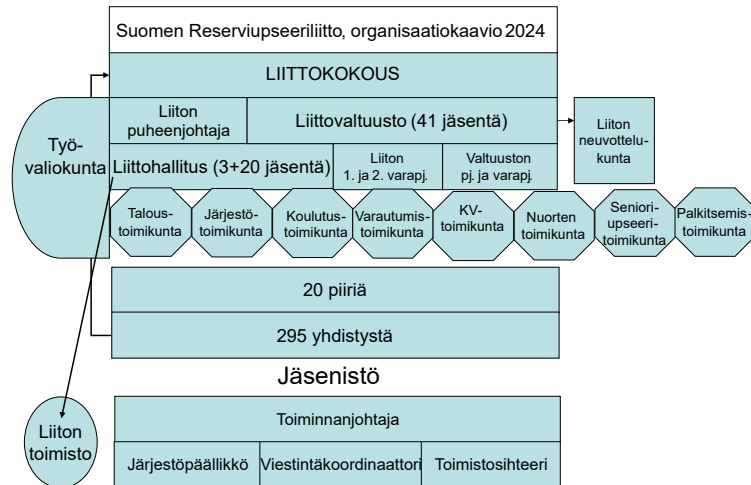 Suomen Reserviupseeriliitto, organisaatiokaavio 2024
LIITTOKOKOUS
Työ-
valiokunta
Liiton
puheenjohtaja
Liittovaltuusto (41 jäsentä)
Liiton
neuvottelu-
kunta
Liittohallitus (3+20 jäsentä)
Liiton
1. ja 2. varapj.
Valtuuston
pj. ja varapj.
Talous-
toimikunta
Järjestö-
toimikunta
Koulutus-
toimikunta
Varautumis-
toimikunta
KV-
toimikunta
Nuorten
toimikunta
Seniori-
upseeri-
toimikunta
Palkitsemis-
toimikunta
20 piiriä
295 yhdistystä
Jäsenistö
Liiton
toimisto
Toiminnanjohtaja
Järjestöpäällikkö
Viestintäkoordinaattori
Toimistosihteeri